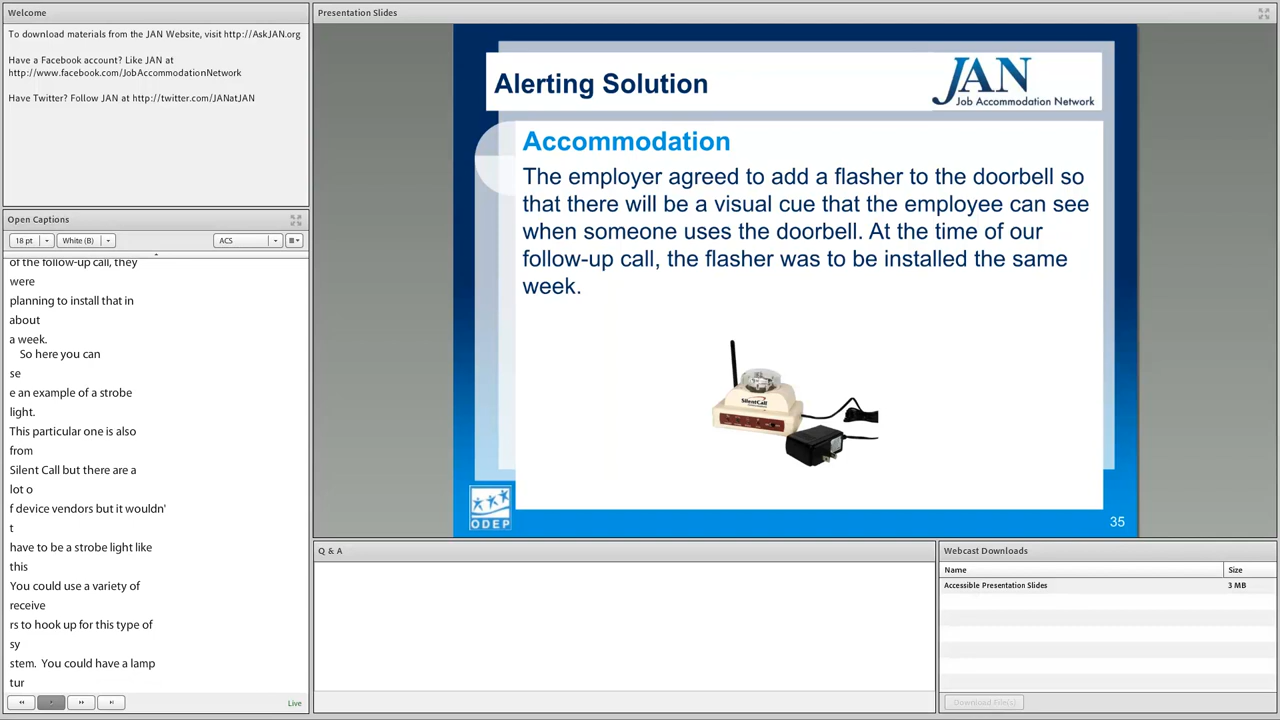 Welcome
To download materials from the JAN Website, visit http://AskJAN.org
Have a Facebook account? Like JAN at
http://www.facebook.com/JobAccommodationNetwork
Have Twitter? Follow JAN at http://twitter.com/JANatJAN
Open Captions
18 pt
White (B)
ACS
of the follow-up call, they
were
planning to install that in
about
a week.
So here you can
se
e an example of a strobe
light.
This particular one is also
from
Silent Call but there are a
lot o
f device vendors but it wouldn'
t
have to be a strobe light like
this
You could use a variety of
receive
rs to hook up for this type of
sy
stem.  You could have a lamp
tur
Live
Presentation Slides
Alerting Solution
JAN
Job Accommodation Network
Accommodation
The employer agreed to add a flasher to the doorbell so
that there will be a visual cue that the employee can see
when someone uses the doorbell. At the time of our
follow-up call, the flasher was to be installed the same
week.
SilentCall
ODEP
35
Q & A
Webcast Downloads
Name Size
Accessible Presentation Slides 3 MB
Download File(s)